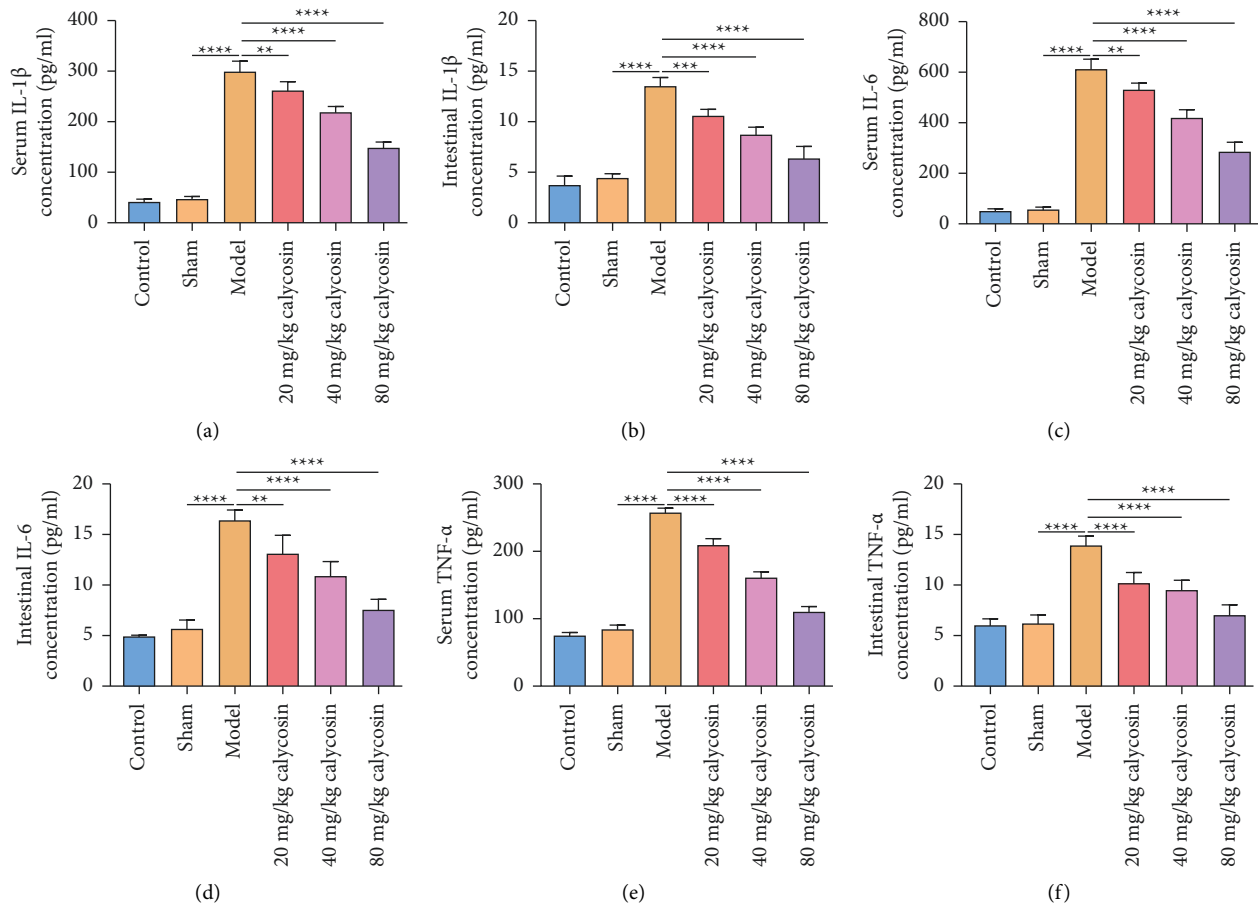 Serum IL-1β
concentration (pg/ml)
400
300
200
100
0
****
****
**** **
Control
Sham
Model
20 mg/kg calycosin
40 mg/kg calycosin
80 mg/kg calycosin
(a)
Intestinal IL-1β
concentration (pg/ml)
20
15
10
5
0
****
****
**** ***
Control
Sham
Model
20 mg/kg calycosin
40 mg/kg calycosin
80 mg/kg calycosin
(b)
Serum IL-6
concentration (pg/ml)
800
600
400
200
0
****
****
**** **
Control
Sham
Model
20 mg/kg calycosin
40 mg/kg calycosin
80 mg/kg calycosin
(c)
Intestinal IL-6
concentration (pg/ml)
20
15
10
5
0
****
****
**** **
Control
Sham
Model
20 mg/kg calycosin
40 mg/kg calycosin
80 mg/kg calycosin
(d)
Serum TNF-α
concentration (pg/ml)
300
200
100
0
****
****
**** ****
Control
Sham
Model
20 mg/kg calycosin
40 mg/kg calycosin
80 mg/kg calycosin
(e)
Intestinal TNF-α
concentration (pg/ml)
20
15
10
5
0
****
****
**** ****
Control
Sham
Model
20 mg/kg calycosin
40 mg/kg calycosin
80 mg/kg calycosin
(f)